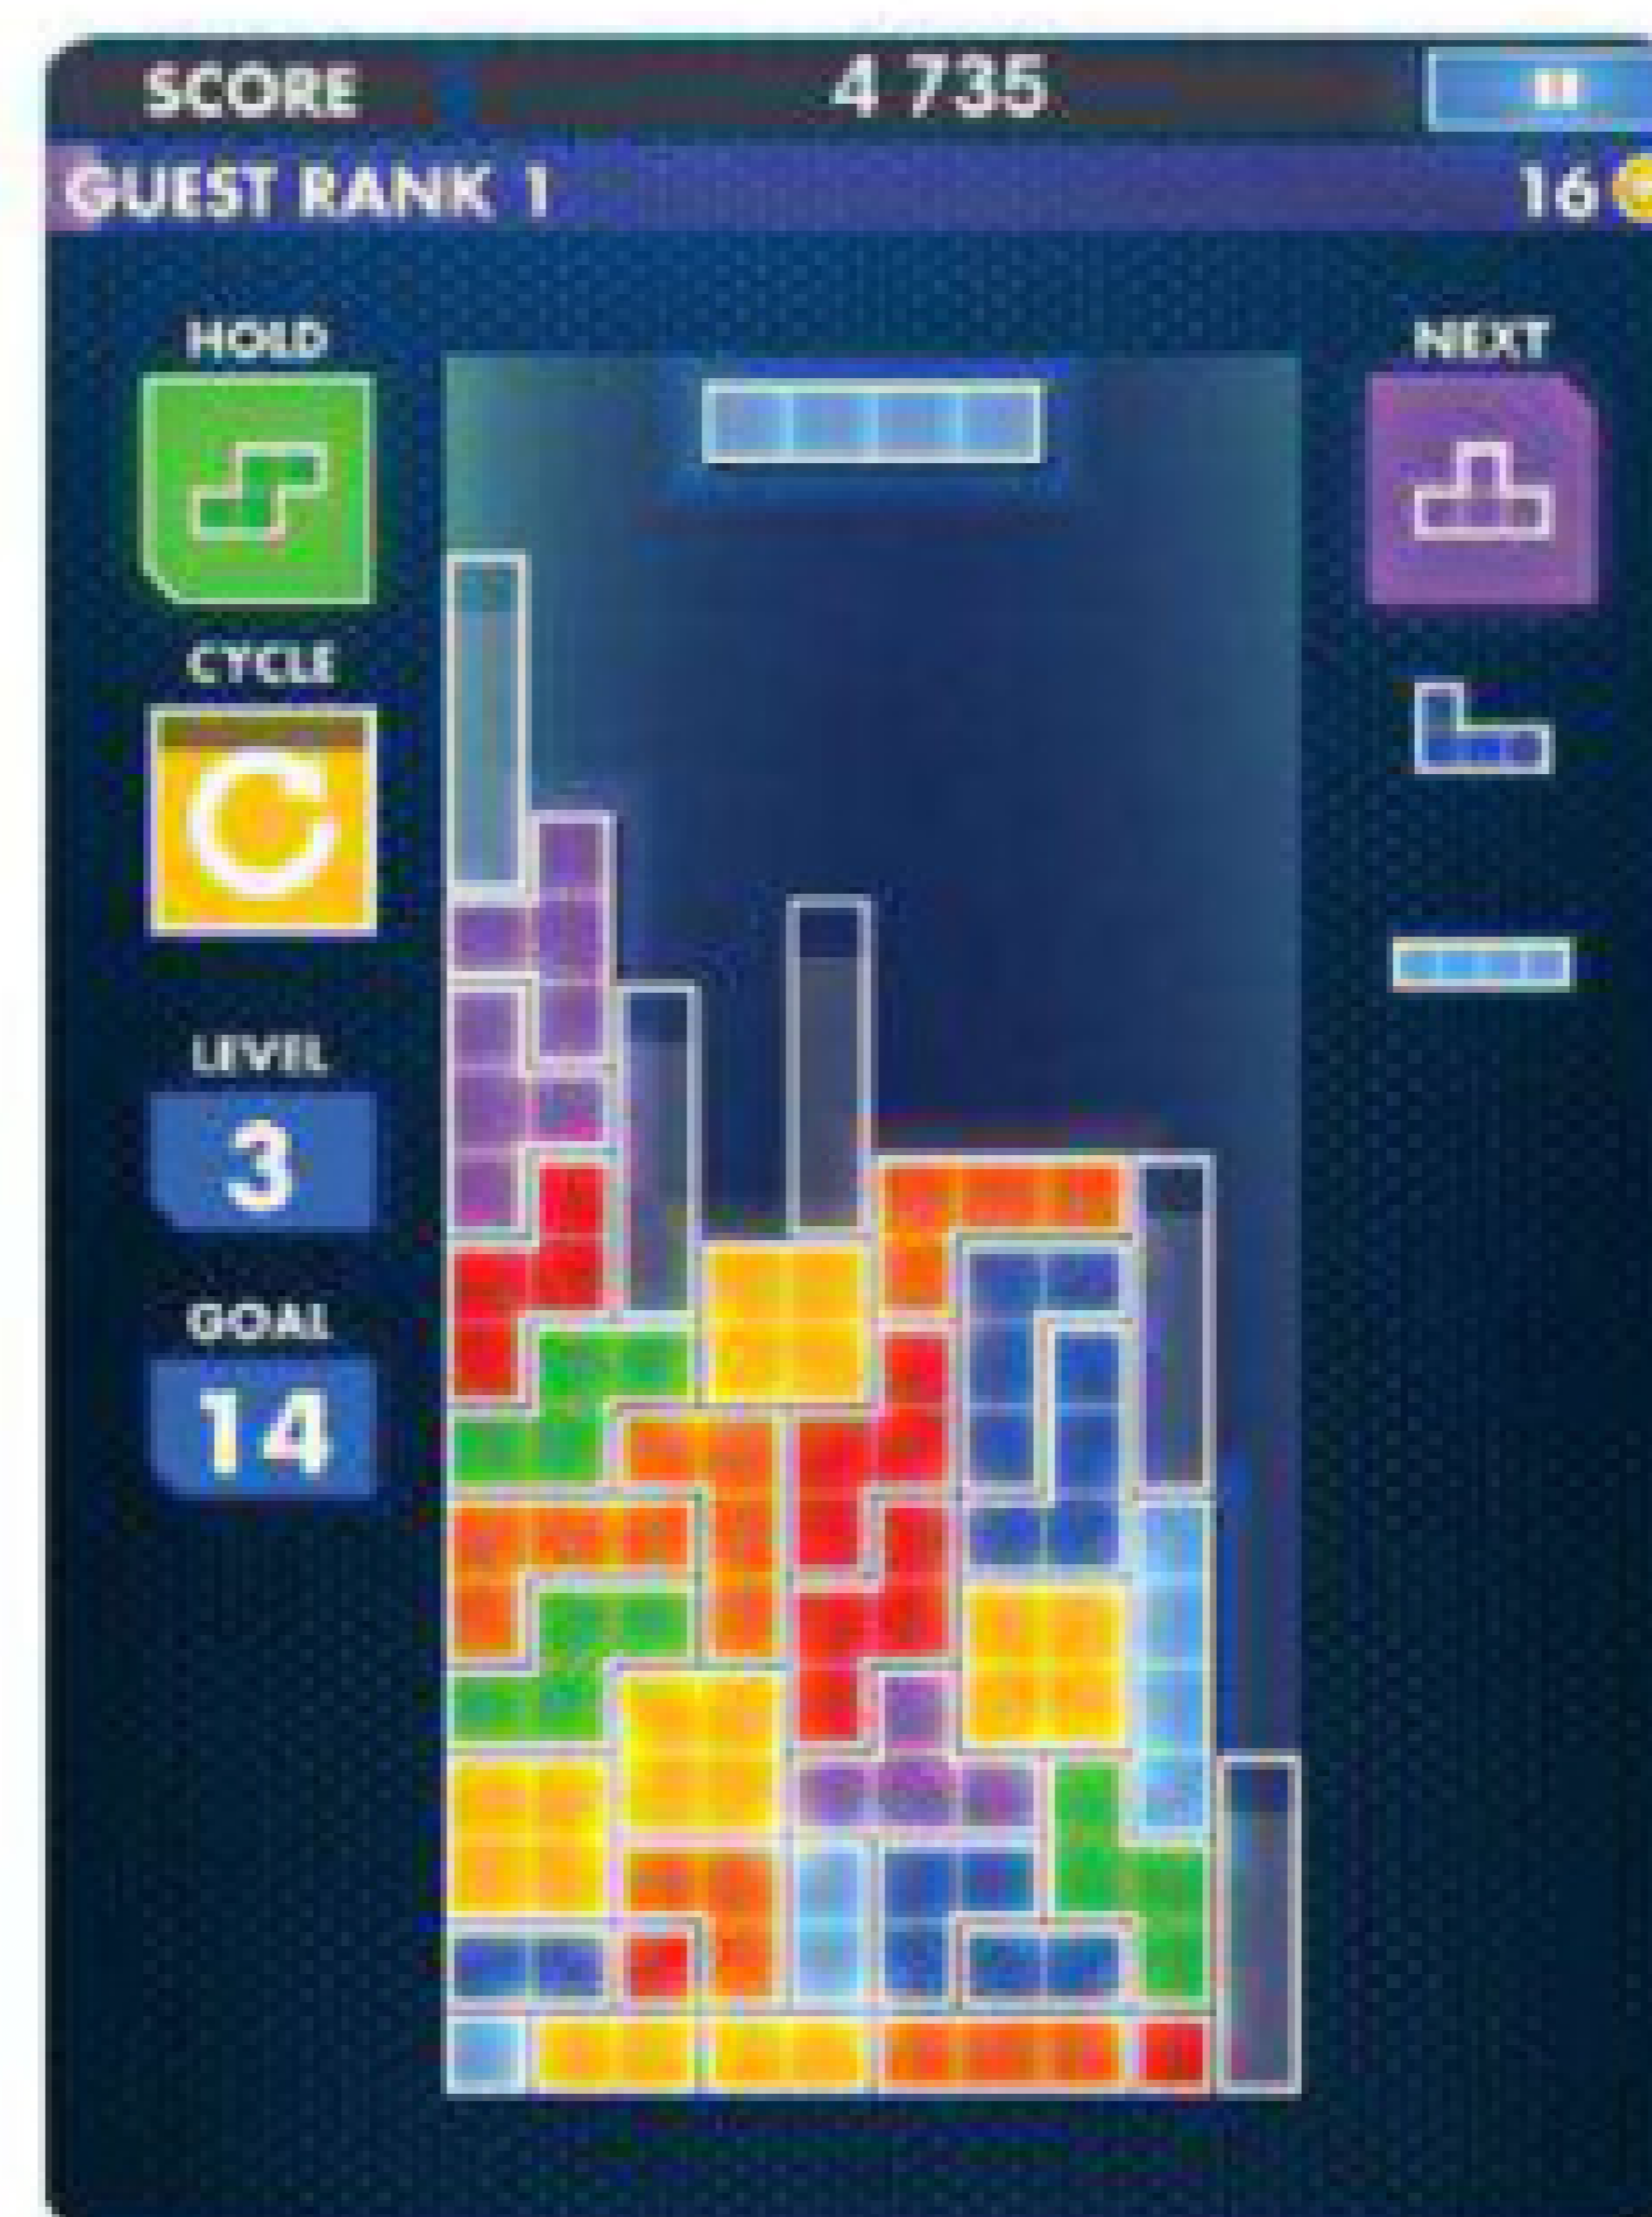 SCORE 4 735
GUEST RANK 1 16
HOLD
NEXT
CYCLE
C
LEVEL
3
GOAL
14